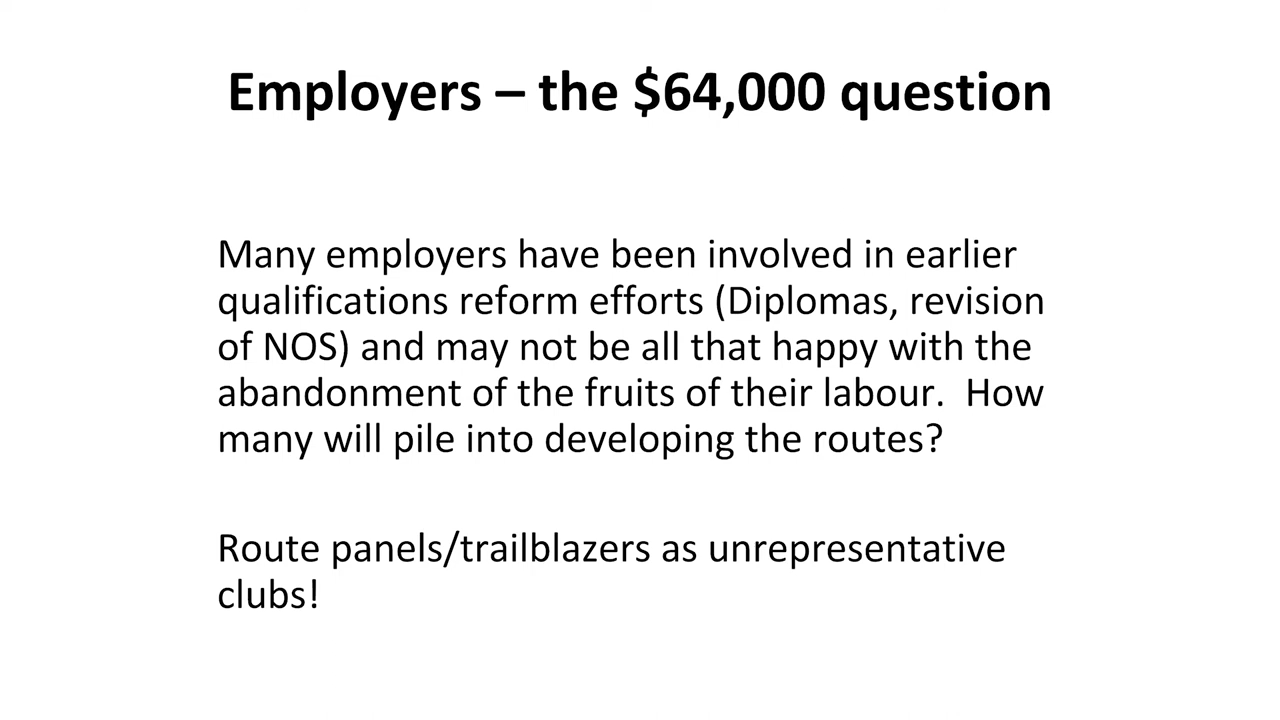 Employers – the $64,000 question
Many employers have been involved in earlier
qualifications reform efforts (Diplomas, revision
of NOS) and may not be all that happy with the
abandonment of the fruits of their labour.  How
many will pile into developing the routes?
Route panels/trailblazers as unrepresentative
clubs!